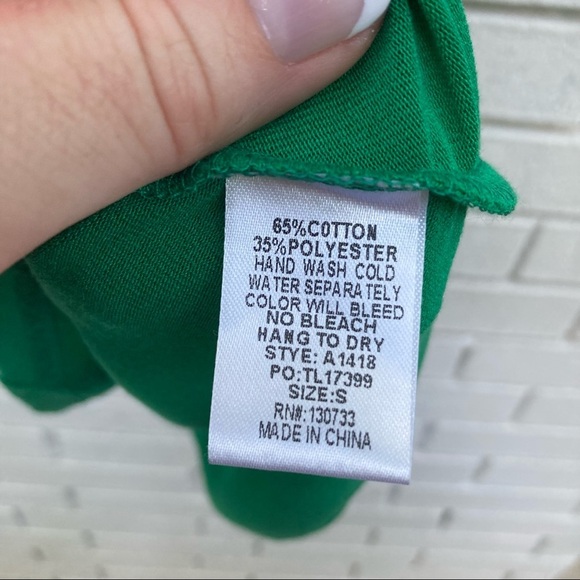 65%COTTON
35%POLYESTER
HAND WASH COLD
WATER SEPARATELY
COLOR WILL BLEED
NO BLEACH
HANG TO DRY
STYE: A1418
PO:TL17399
SIZE:S
RN#:130733
MADE IN CHINA